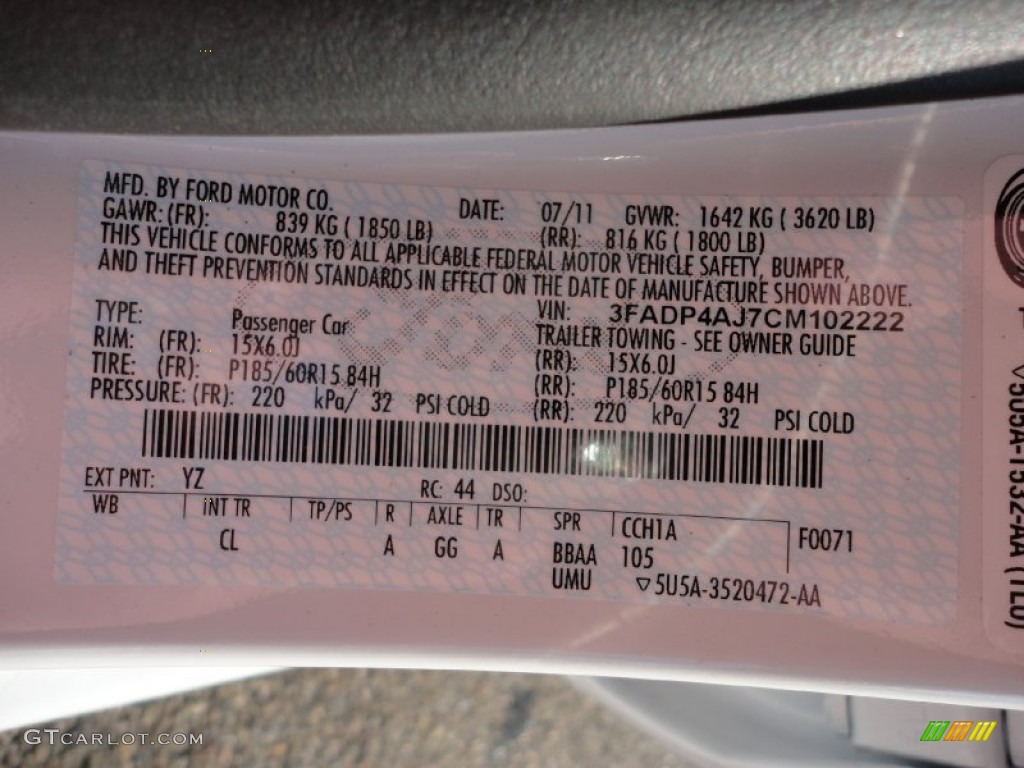 MFD. BY FORD MOTOR CO. DATE: 07/11 GVWR: 1642 KG ( 3620 LB)
GAWR: (FR): 839 KG ( 1850 LB) (RR): 816 KG ( 1800 LB)
THIS VEHICLE CONFORMS TO ALL APPLICABLE FEDERAL MOTOR VEHICLE SAFETY, BUMPER,
AND THEFT PREVENTION STANDARDS IN EFFECT ON THE DATE OF MANUFACTURE SHOWN ABOVE.
VIN: 3FADP4AJ7CM102222
TYPE: Passenger Car TRAILER TOWING - SEE OWNER GUIDE
RIM: (FR): 15X6.0J (RR): 15X6.0J
TIRE: (FR): P185/60R15 84H (RR): P185/60R15 84H
PRESSURE: (FR): 220 kPa/ 32 PSI COLD (RR): 220 kPa/ 32 PSI COLD
EXT PNT: YZ RC: 44 DSO:
WB INT TR TP/PS R AXLE TR SPR CCH1A F0071
CL A GG A BBAA 105
UMU ▽5U5A-3520472-AA
▽5U5A-1532-AA (TLO)
GTCARLOT.COM